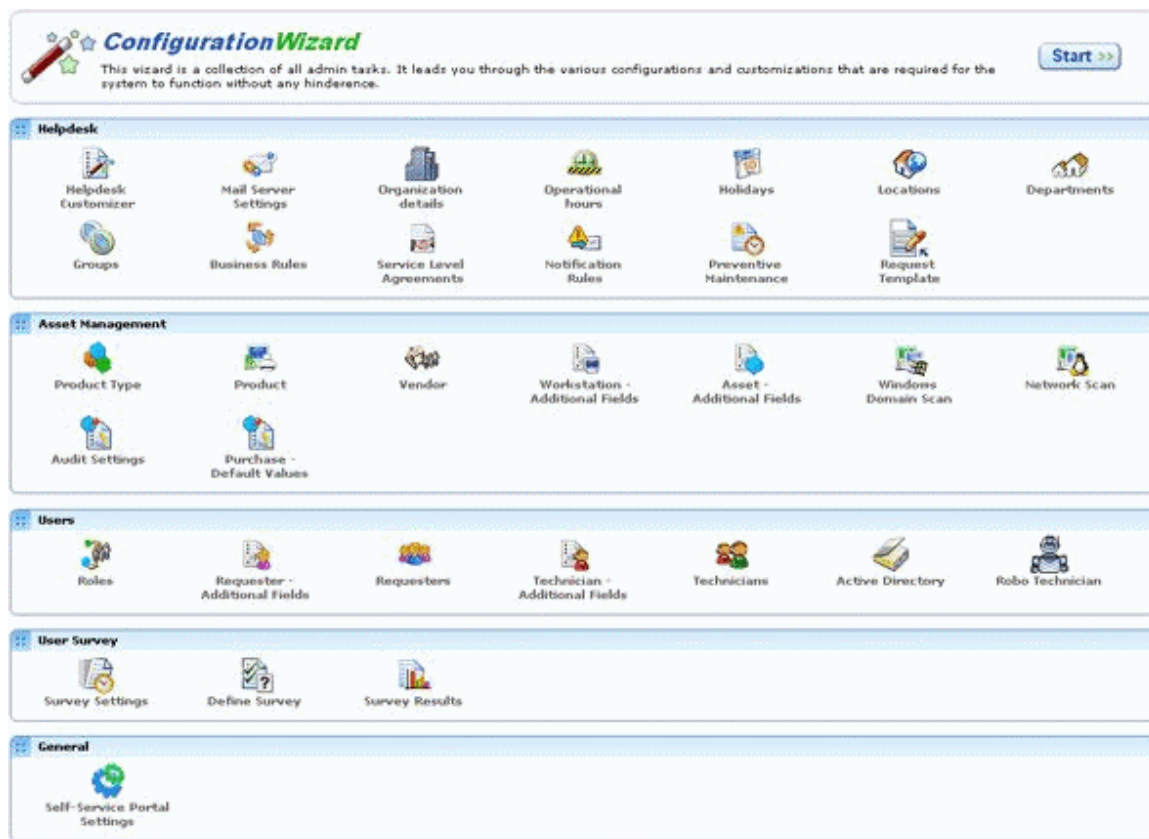 ConfigurationWizard
This wizard is a collection of all admin tasks. It leads you through the various configurations and customizations that are required for the
system to function without any hinderence.
Start >>
Helpdesk
Helpdesk
Customizer
Mail Server
Settings
Organization
details
Operational
hours
Holidays
Locations
Departments
Groups
Business Rules
Service Level
Agreements
Notification
Rules
Preventive
Maintenance
Request
Template
Asset Management
Product Type
Product
Vendor
Workstation -
Additional Fields
Asset -
Additional Fields
Windows
Domain Scan
Network Scan
Audit Settings
Purchase -
Default Values
Users
Roles
Requester -
Additional Fields
Requesters
Technician -
Additional Fields
Technicians
Active Directory
Robo Technician
User Survey
Survey Settings
Define Survey
Survey Results
General
Self-Service Portal
Settings